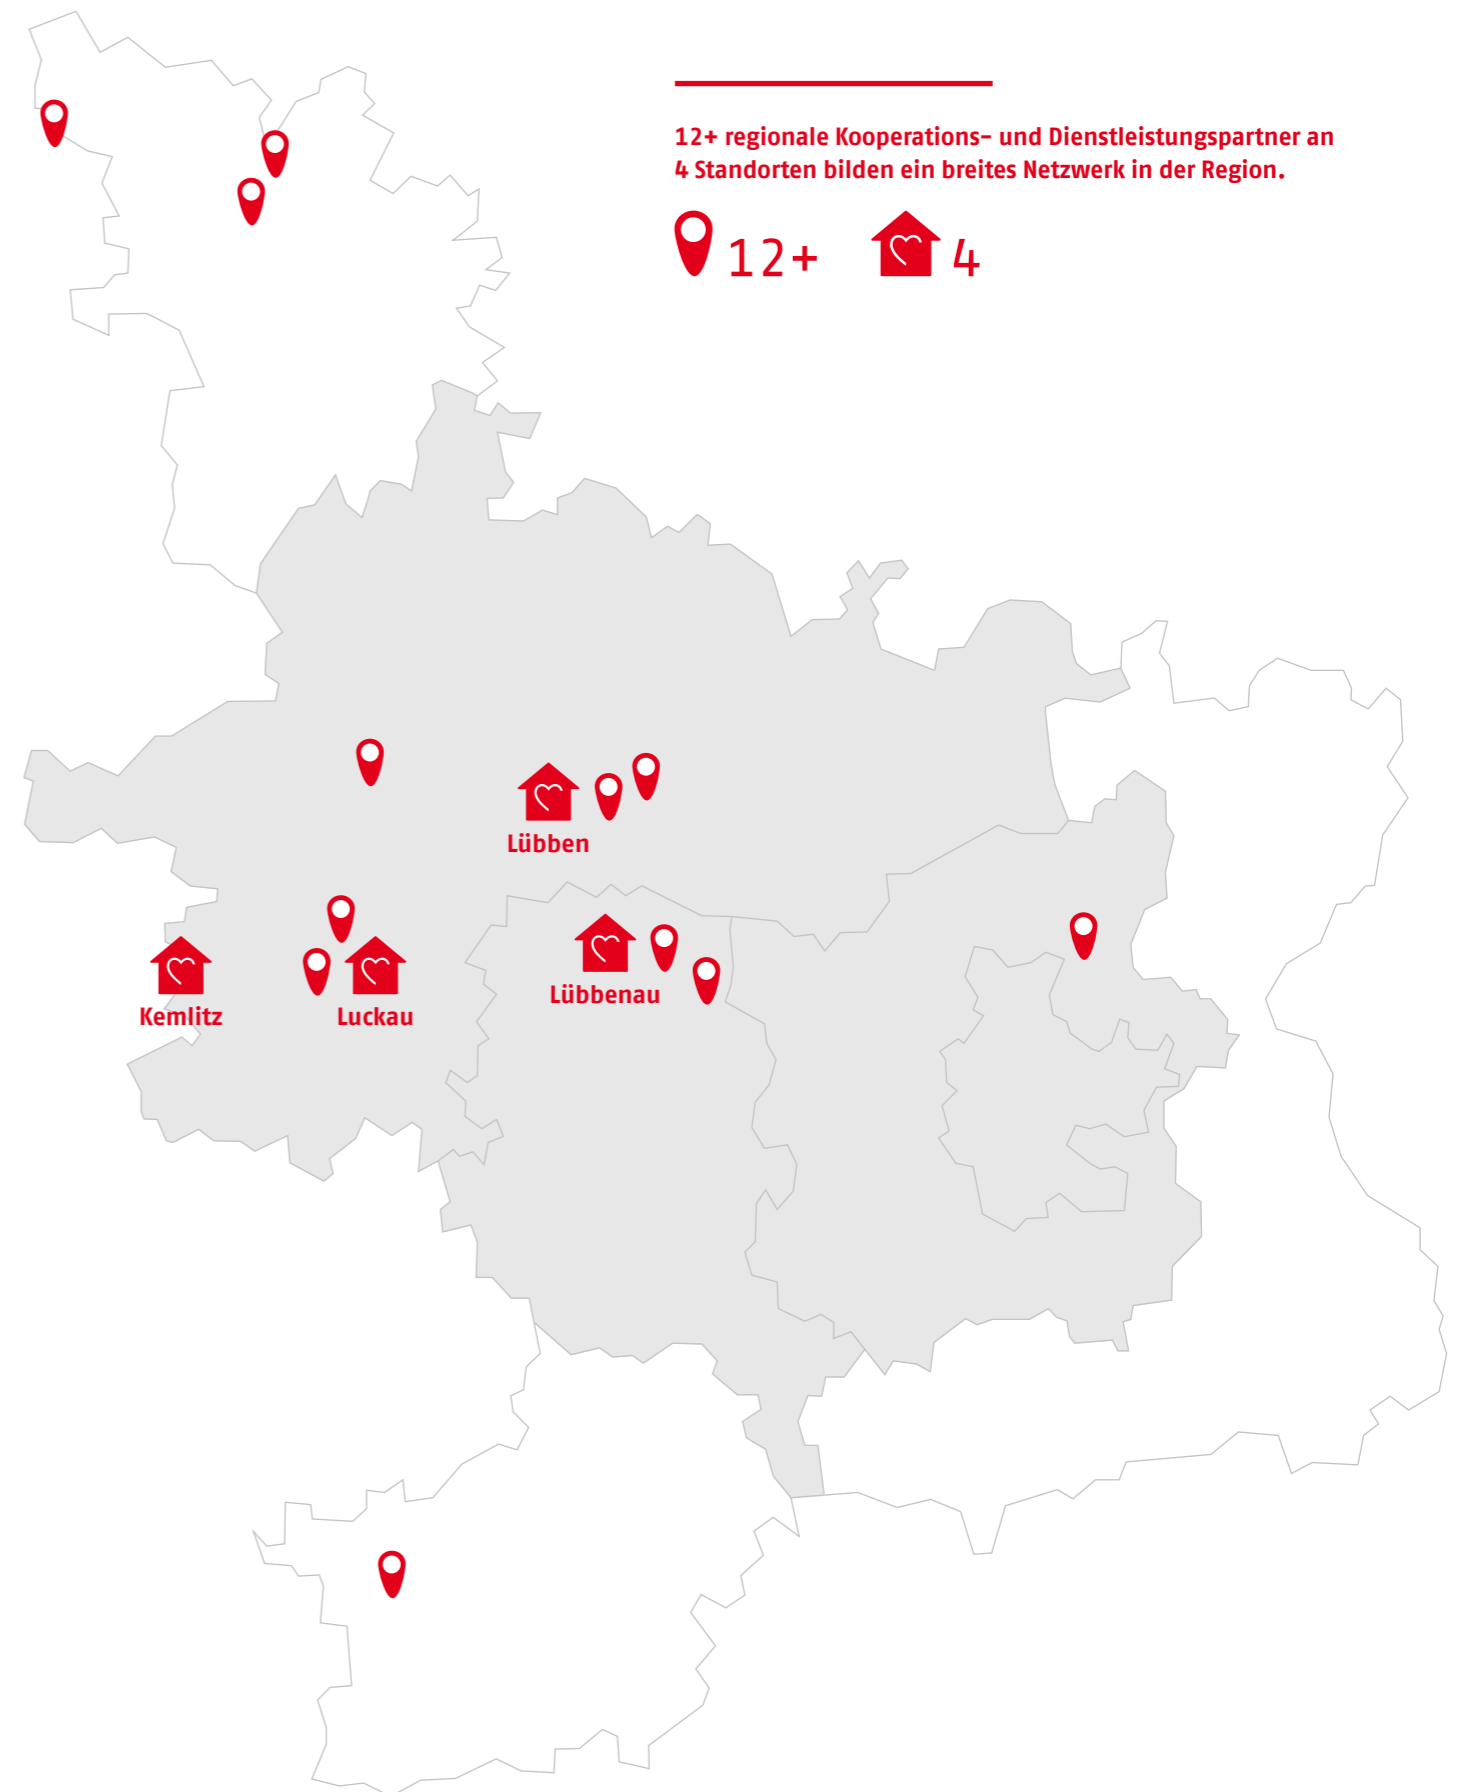 12+ regionale Kooperations- und Dienstleistungspartner an
4 Standorten bilden ein breites Netzwerk in der Region.
12+ 4
Lübben
Lübbenau
Kemlitz Luckau